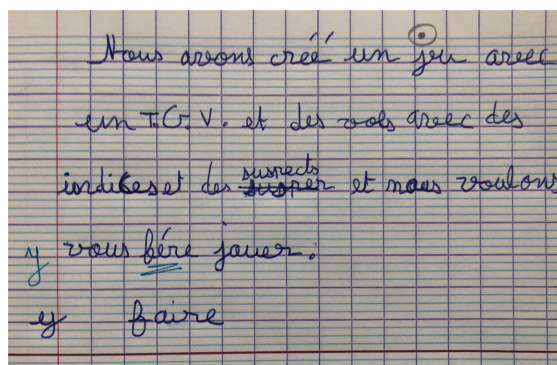 Nous avons créé un jeu avec
un T.G.V. et des vols avec des
indices et des suspects et nous voulons
y vous fére jouer.
y faire